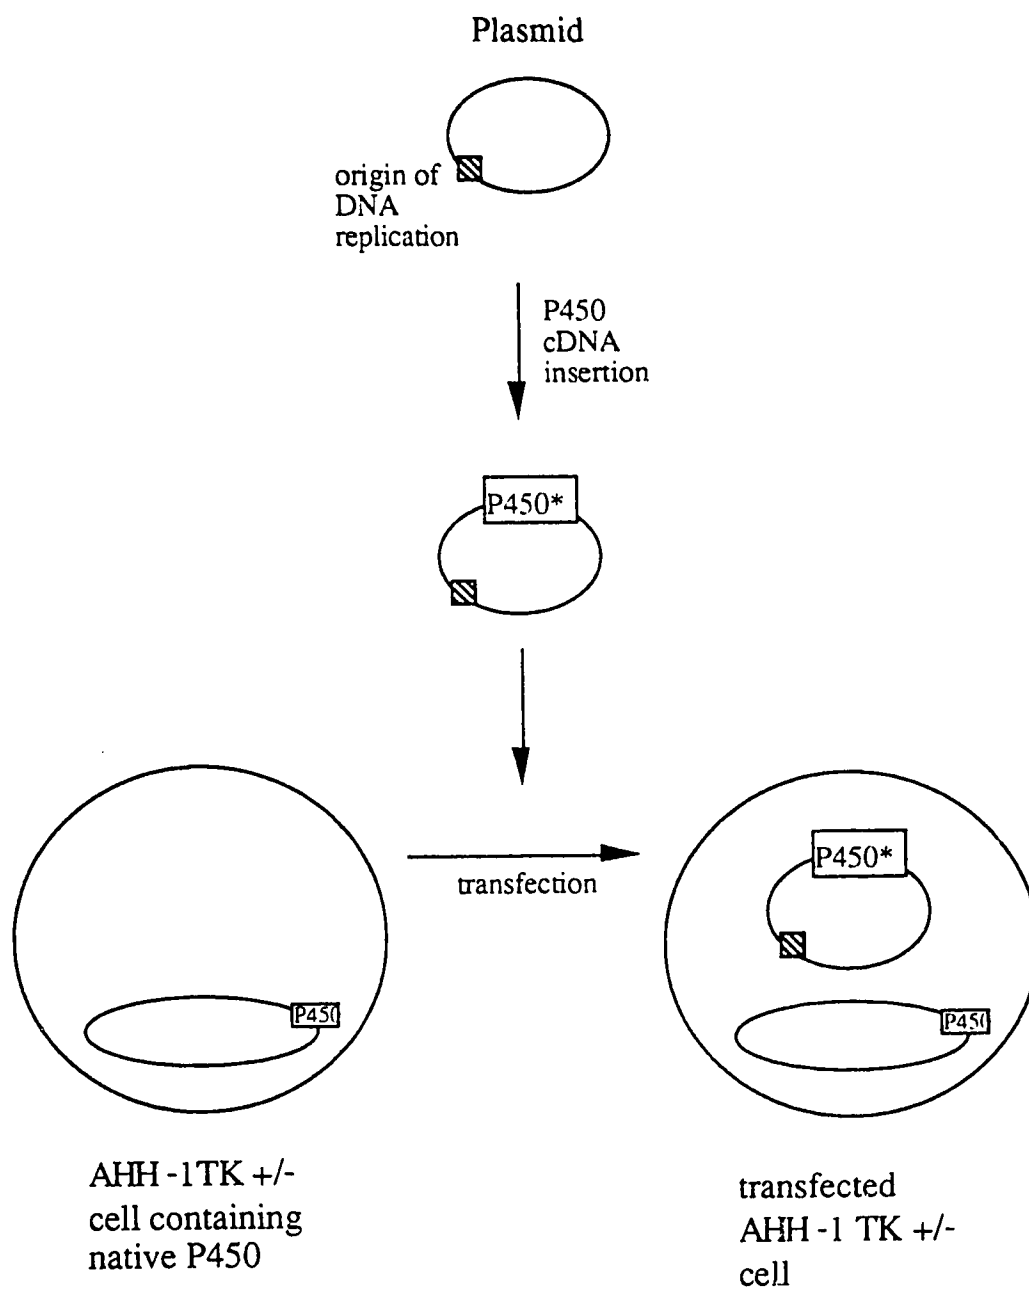 Plasmid
origin of
DNA
replication
P450
cDNA
insertion
P450*
P450*
transfection
P450
P450
AHH -1TK +/-
cell containing
native P450
transfected
AHH -1 TK +/-
cell